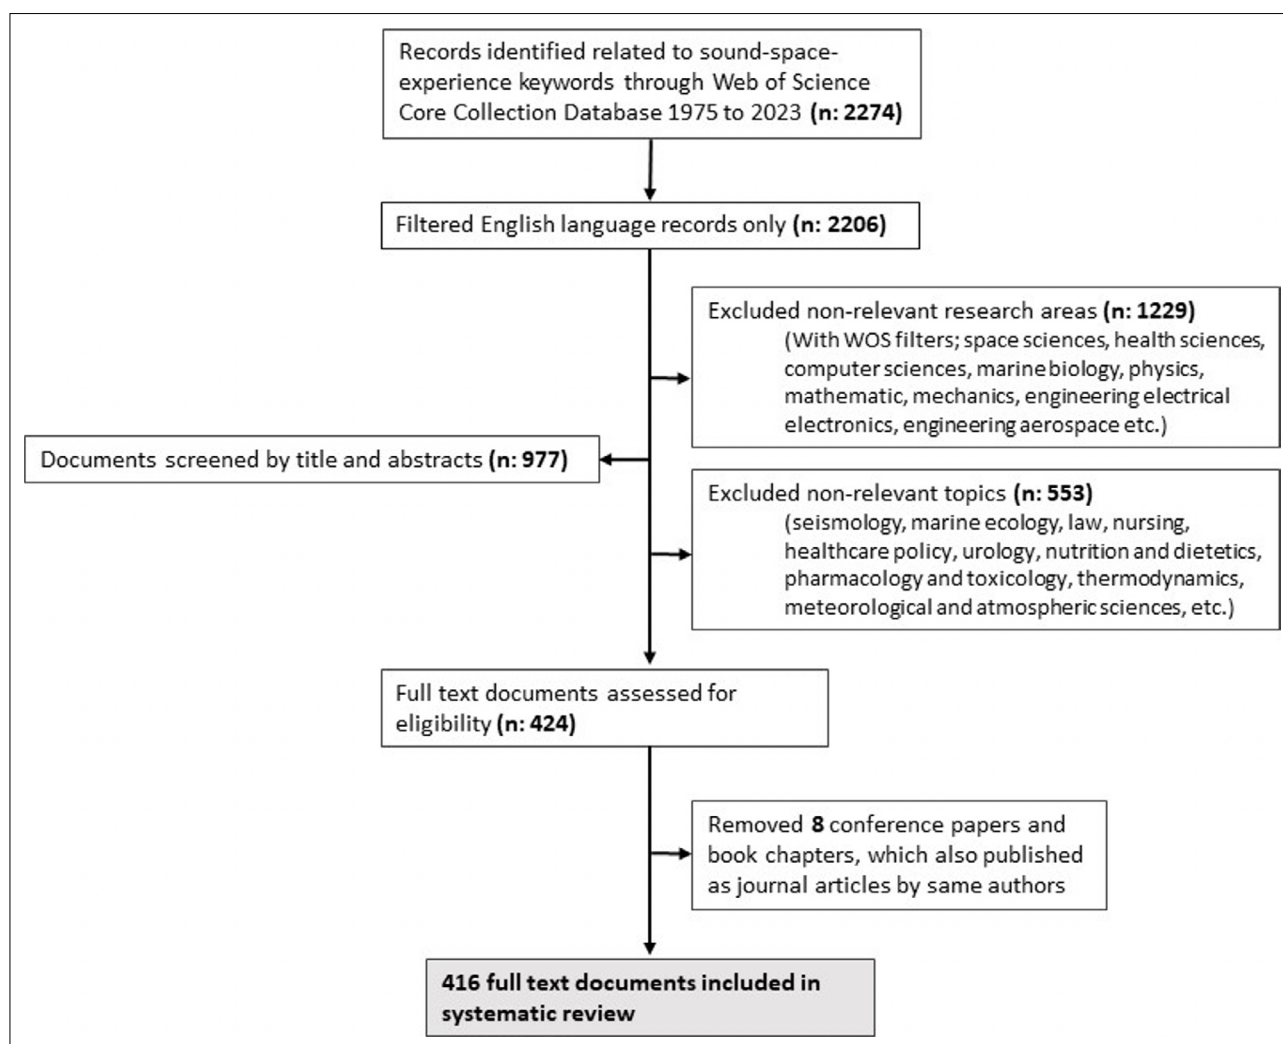 Records identified related to sound-space-
experience keywords through Web of Science
Core Collection Database 1975 to 2023 (n: 2274)
Filtered English language records only (n: 2206)
Excluded non-relevant research areas (n: 1229)
(With WOS filters; space sciences, health sciences,
computer sciences, marine biology, physics,
mathematic, mechanics, engineering electrical
electronics, engineering aerospace etc.)
Documents screened by title and abstracts (n: 977)
Excluded non-relevant topics (n: 553)
(seismology, marine ecology, law, nursing,
healthcare policy, urology, nutrition and dietetics,
pharmacology and toxicology, thermodynamics,
meteorological and atmospheric sciences, etc.)
Full text documents assessed for
eligibility (n: 424)
Removed 8 conference papers and
book chapters, which also published
as journal articles by same authors
416 full text documents included in
systematic review